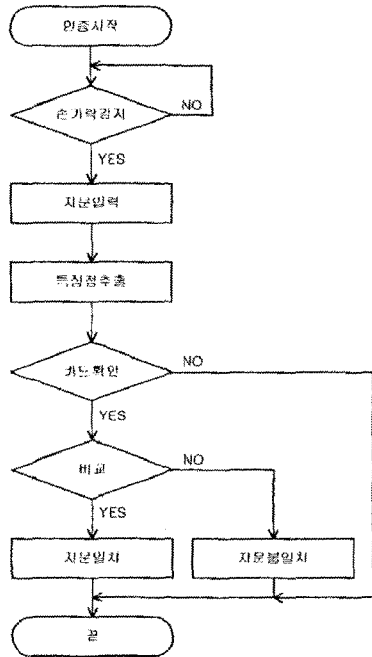 인증시작
손가락감지
NO
YES
지문입력
특징점추출
카드확인
NO
YES
비교
NO
YES
지문일치
지문불일치
끝